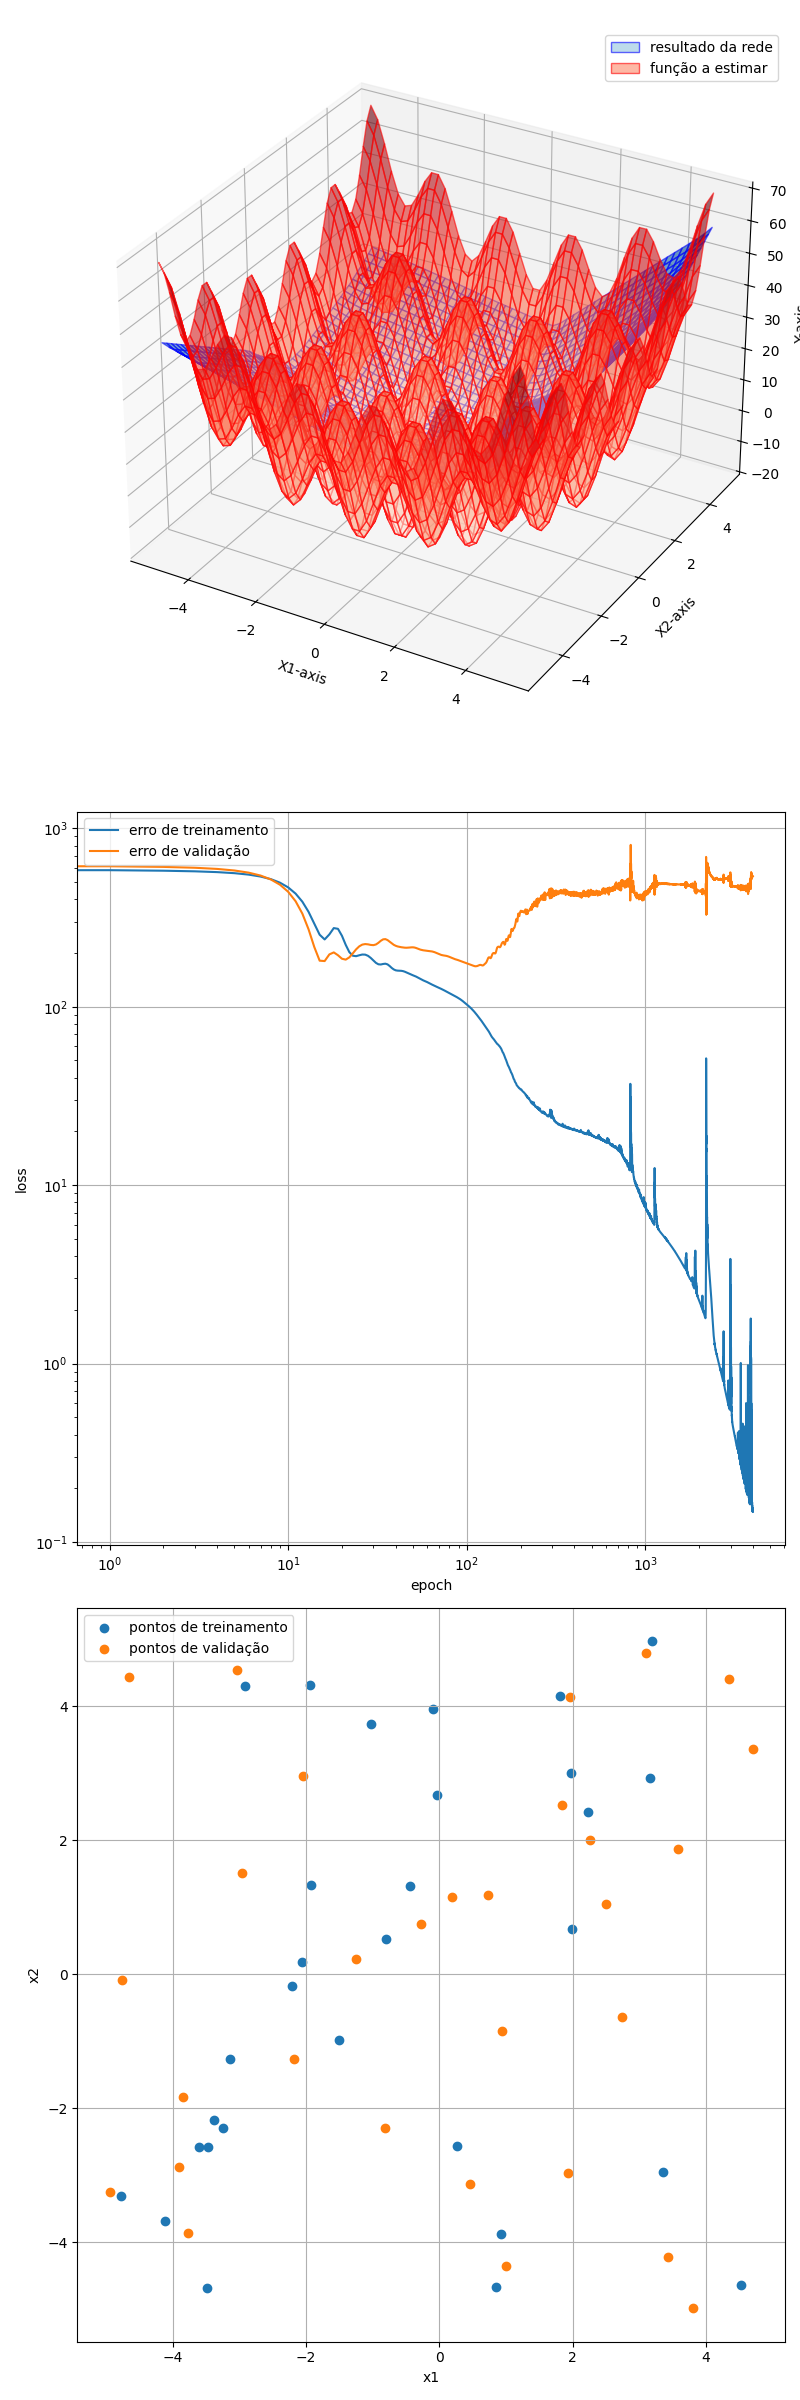 resultado da rede
função a estimar
70
60
50
40
30
20
10
0
−10
−20
4
2
0
−2
−4
X2-axis
−4
−2
0
2
4
X1-axis
10³
10²
10¹
10⁰
10⁻¹
loss
erro de treinamento
erro de validação
10⁰ 10¹ 10² 10³
epoch
pontos de treinamento
pontos de validação
4
2
0
−2
−4
x2
−4 −2 0 2 4
x1